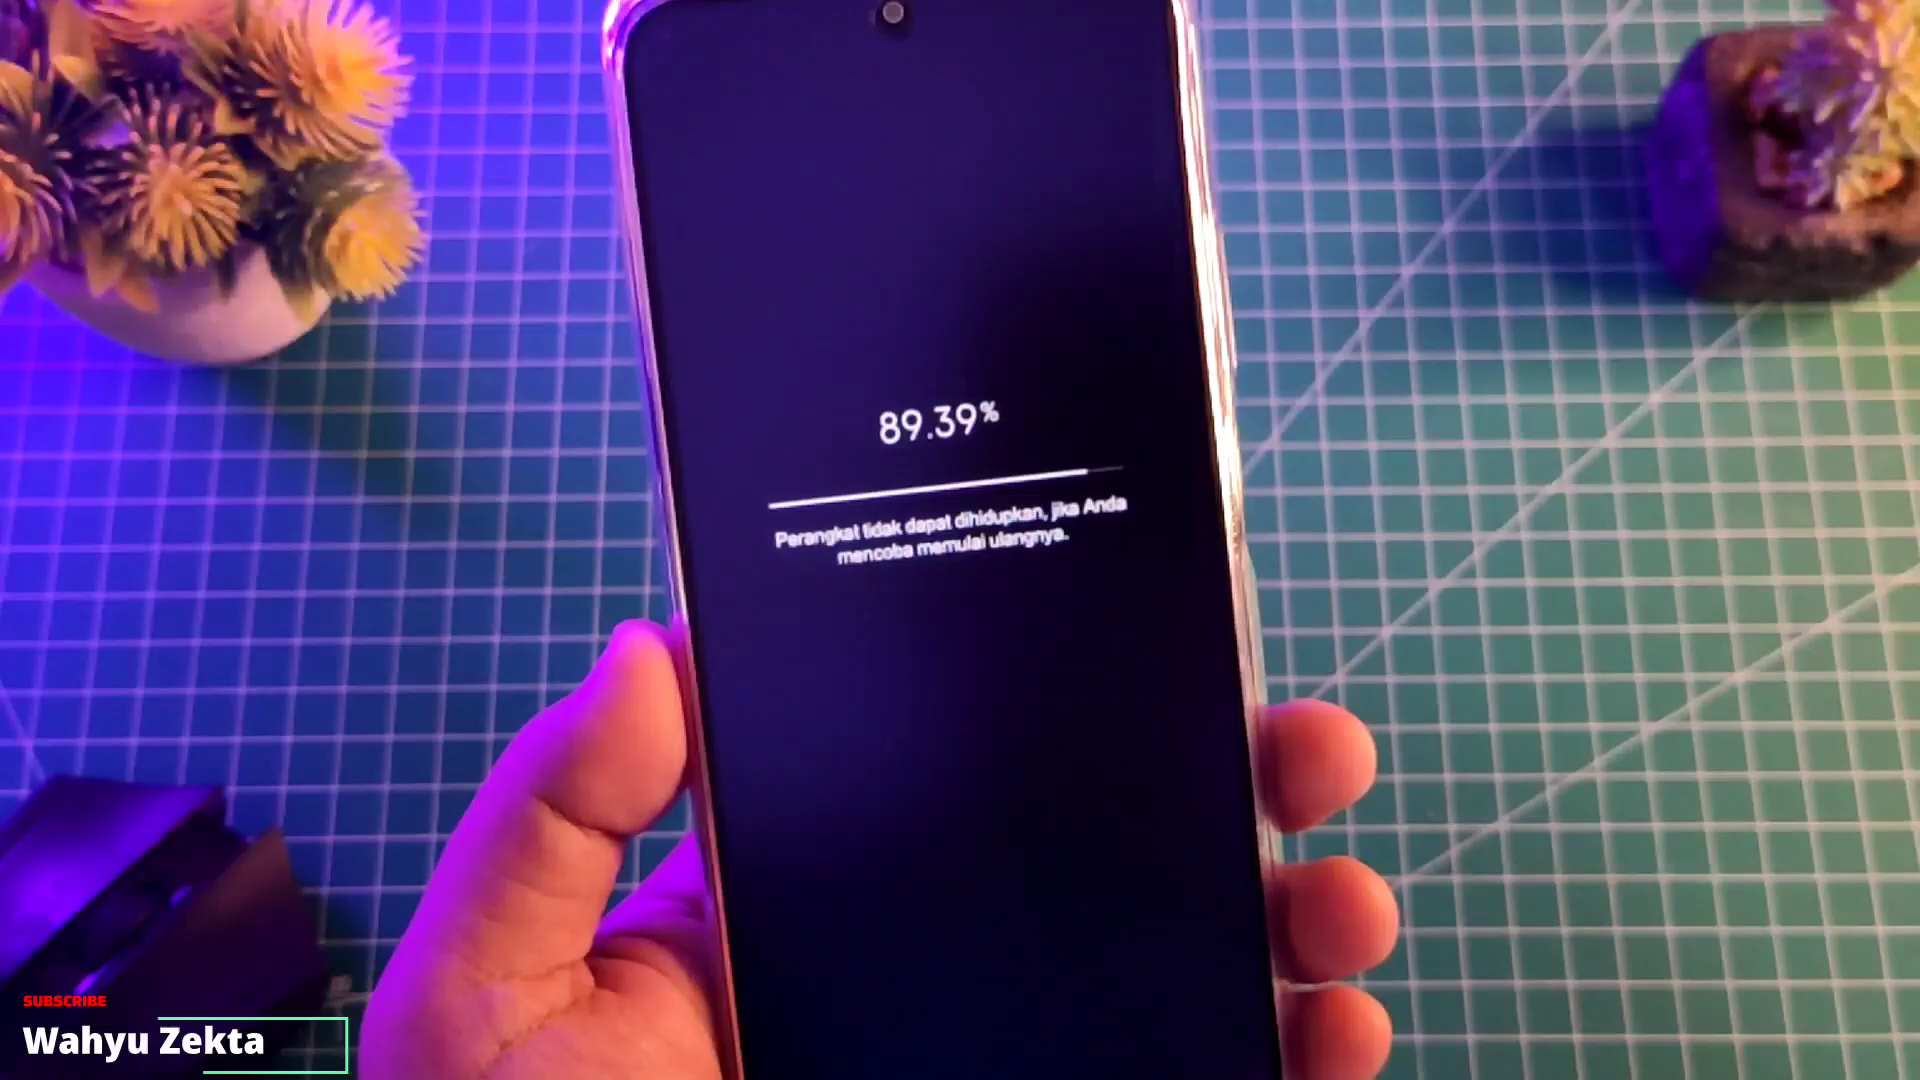 89.39%
Perangkat tidak dapat dihidupkan, jika Anda
mencoba memulai ulangnya.
SUBSCRIBE
Wahyu Zekta